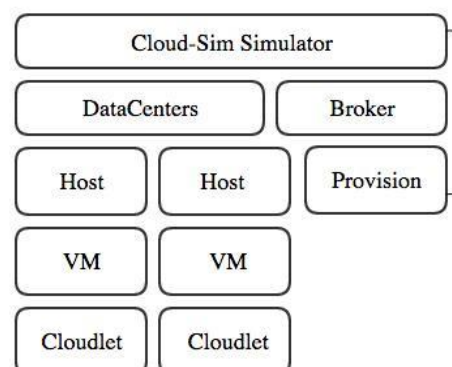 Cloud-Sim Simulator
DataCenters Broker
Host Host Provision
VM VM
Cloudlet Cloudlet